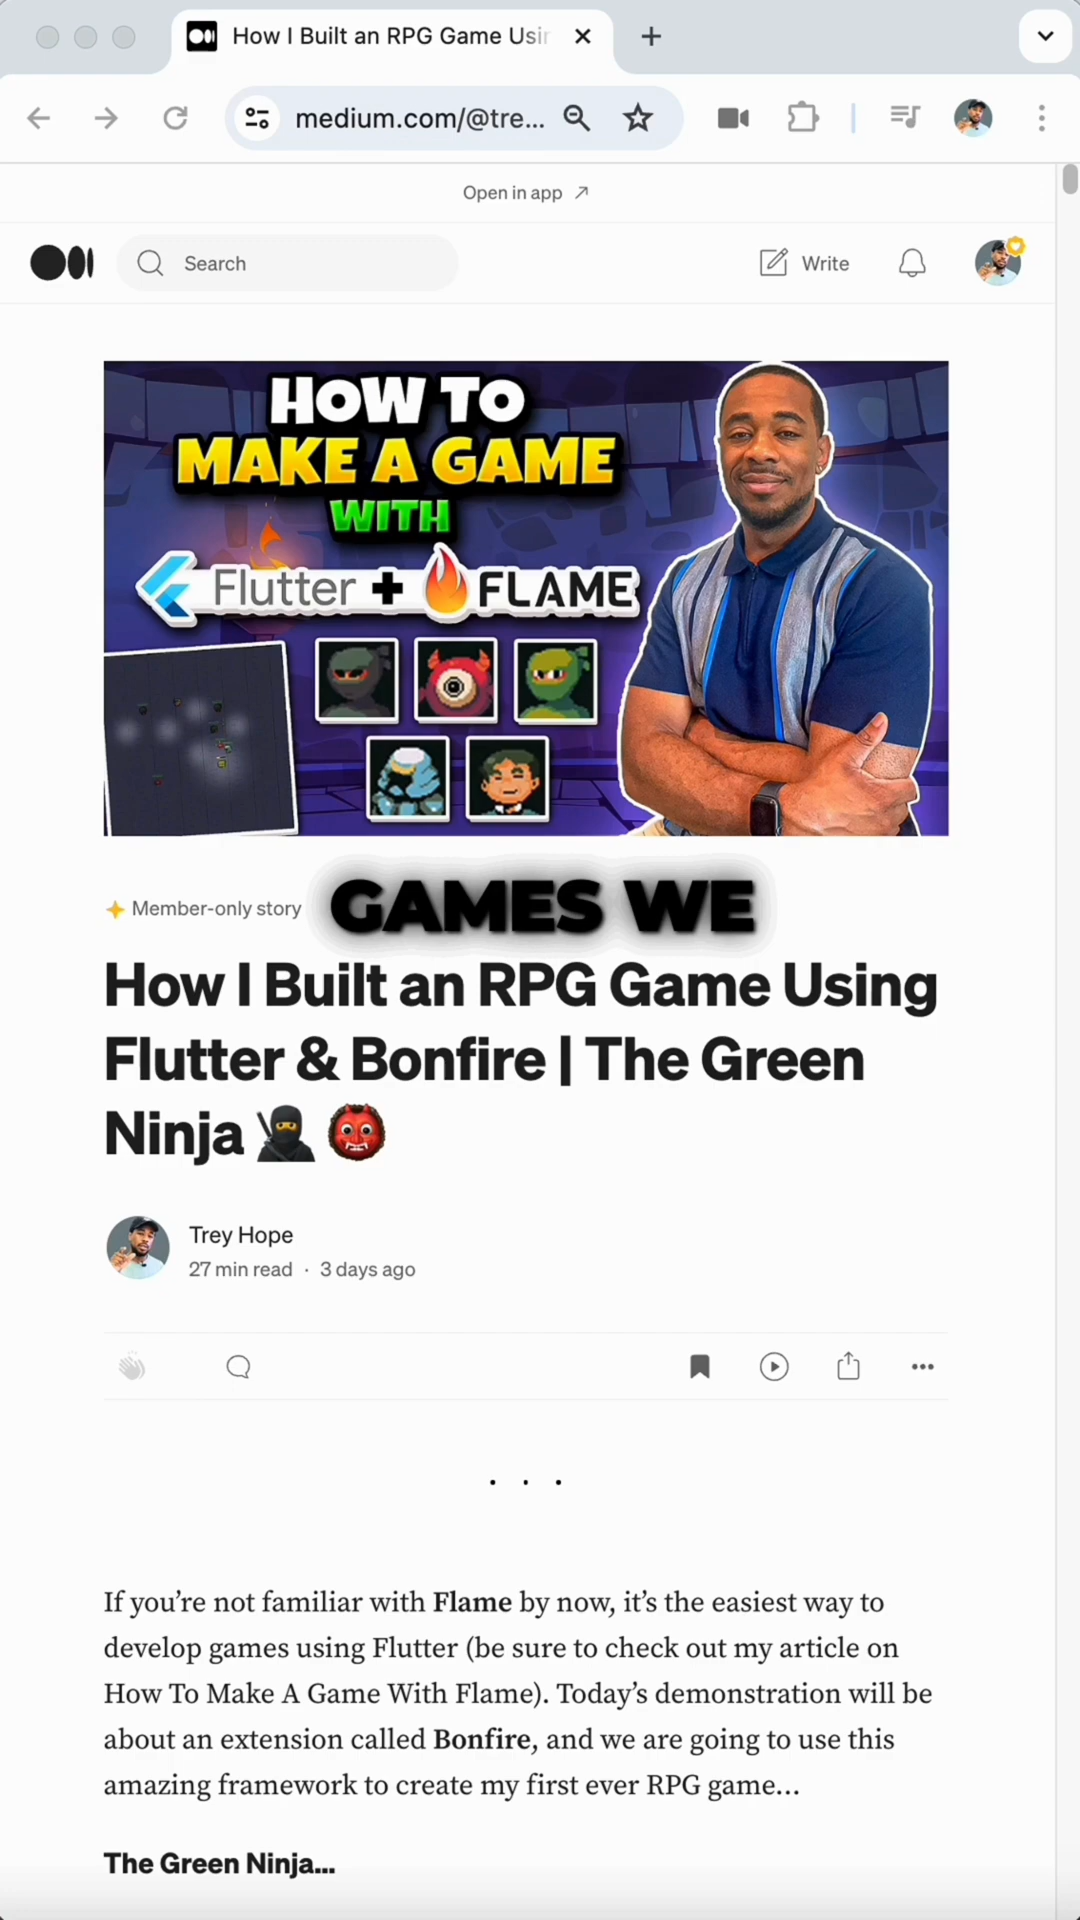 How I Built an RPG Game Usin
medium.com/@tre...
Open in app
Search
Write
HOW TO
MAKE A GAME
WITH
Flutter + FLAME
Member-only story
GAMES WE
How I Built an RPG Game Using
Flutter & Bonfire | The Green
Ninja
Trey Hope
27 min read · 3 days ago
. . .
If you’re not familiar with Flame by now, it’s the easiest way to
develop games using Flutter (be sure to check out my article on
How To Make A Game With Flame). Today’s demonstration will be
about an extension called Bonfire, and we are going to use this
amazing framework to create my first ever RPG game...
The Green Ninja...